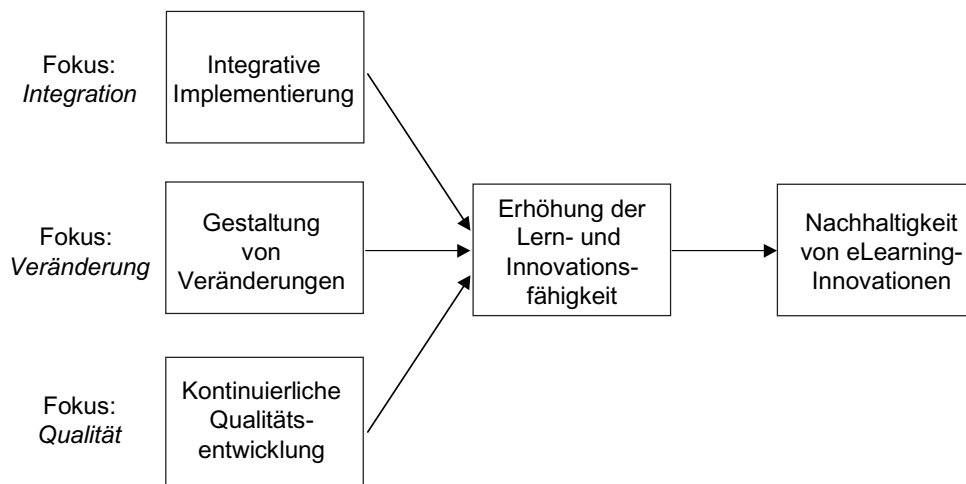 Fokus:
Integration
Integrative
Implementierung
Fokus:
Veränderung
Gestaltung
von
Veränderungen
Erhöhung der
Lern- und
Innovations-
fähigkeit
Nachhaltigkeit
von eLearning-
Innovationen
Fokus:
Qualität
Kontinuierliche
Qualitäts-
entwicklung